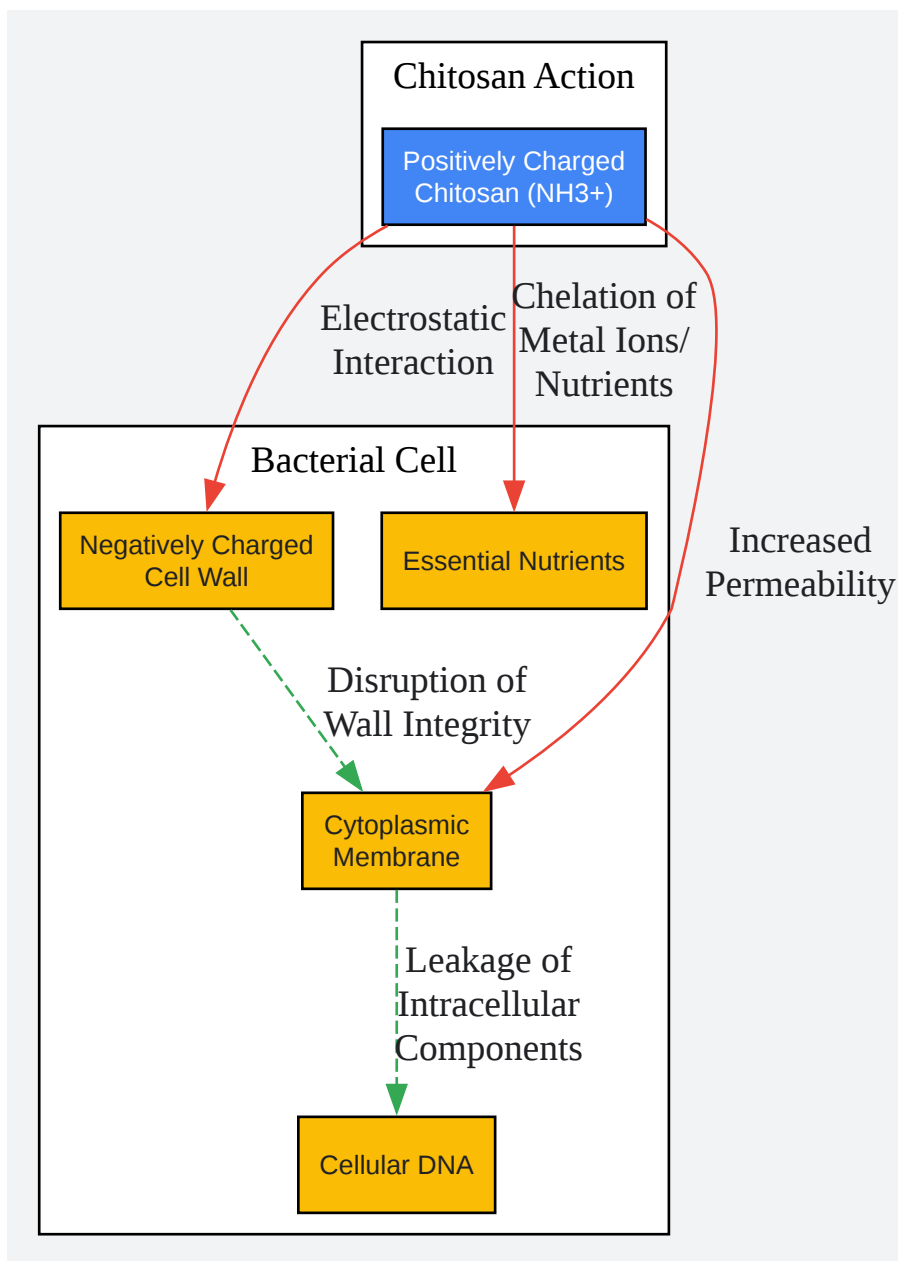 Chitosan Action
Positively Charged
Chitosan (NH3+)
Electrostatic
Interaction
Chelation of
Metal Ions/
Nutrients
Bacterial Cell
Negatively Charged
Cell Wall
Essential Nutrients
Increased
Permeability
Disruption of
Wall Integrity
Cytoplasmic
Membrane
Leakage of
Intracellular
Components
Cellular DNA